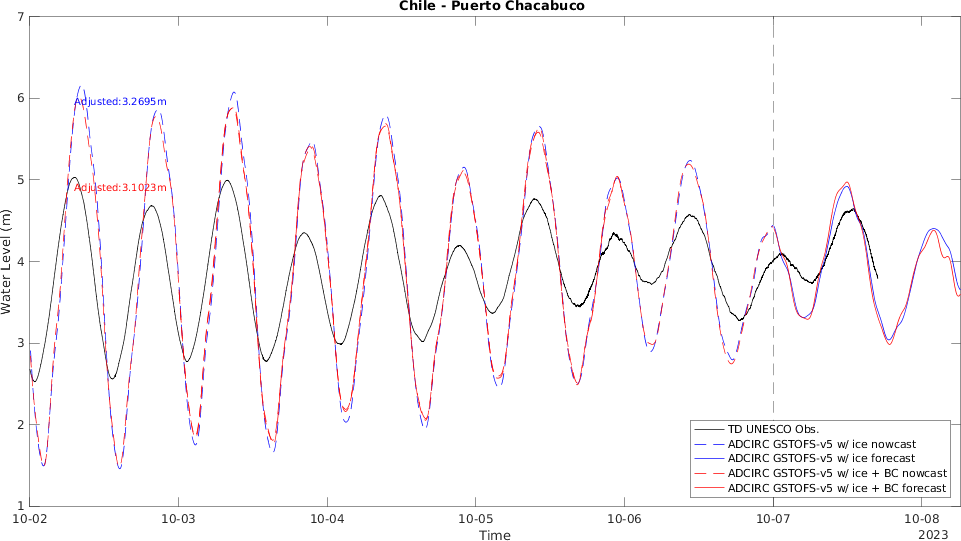 Chile - Puerto Chacabuco
7
6
5
4
3
2
1
Water Level (m)
Adjusted:3.2695m
Adjusted:3.1023m
TD UNESCO Obs.
ADCIRC GSTOFS-v5 w/ ice nowcast
ADCIRC GSTOFS-v5 w/ ice forecast
ADCIRC GSTOFS-v5 w/ ice + BC nowcast
ADCIRC GSTOFS-v5 w/ ice + BC forecast
10-02 10-03 10-04 10-05 10-06 10-07 10-08
2023
Time